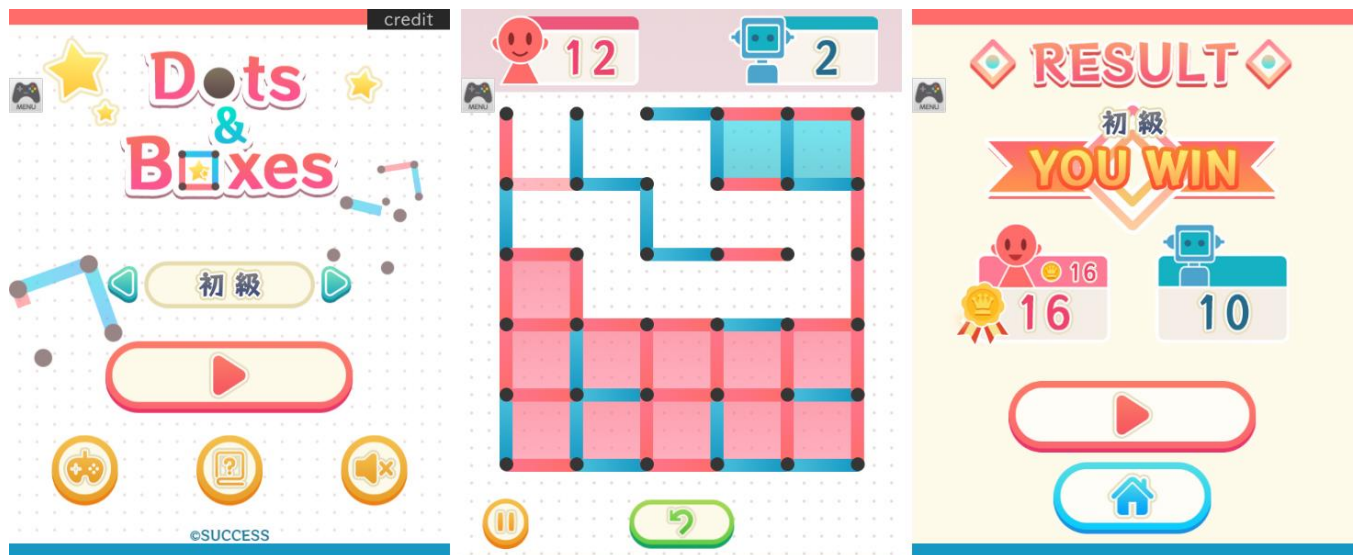 credit
MENU
Dots
&
Boxes
初級
©SUCCESS
12
2
MENU
RESULT
MENU
初級
YOU WIN
16
16
10